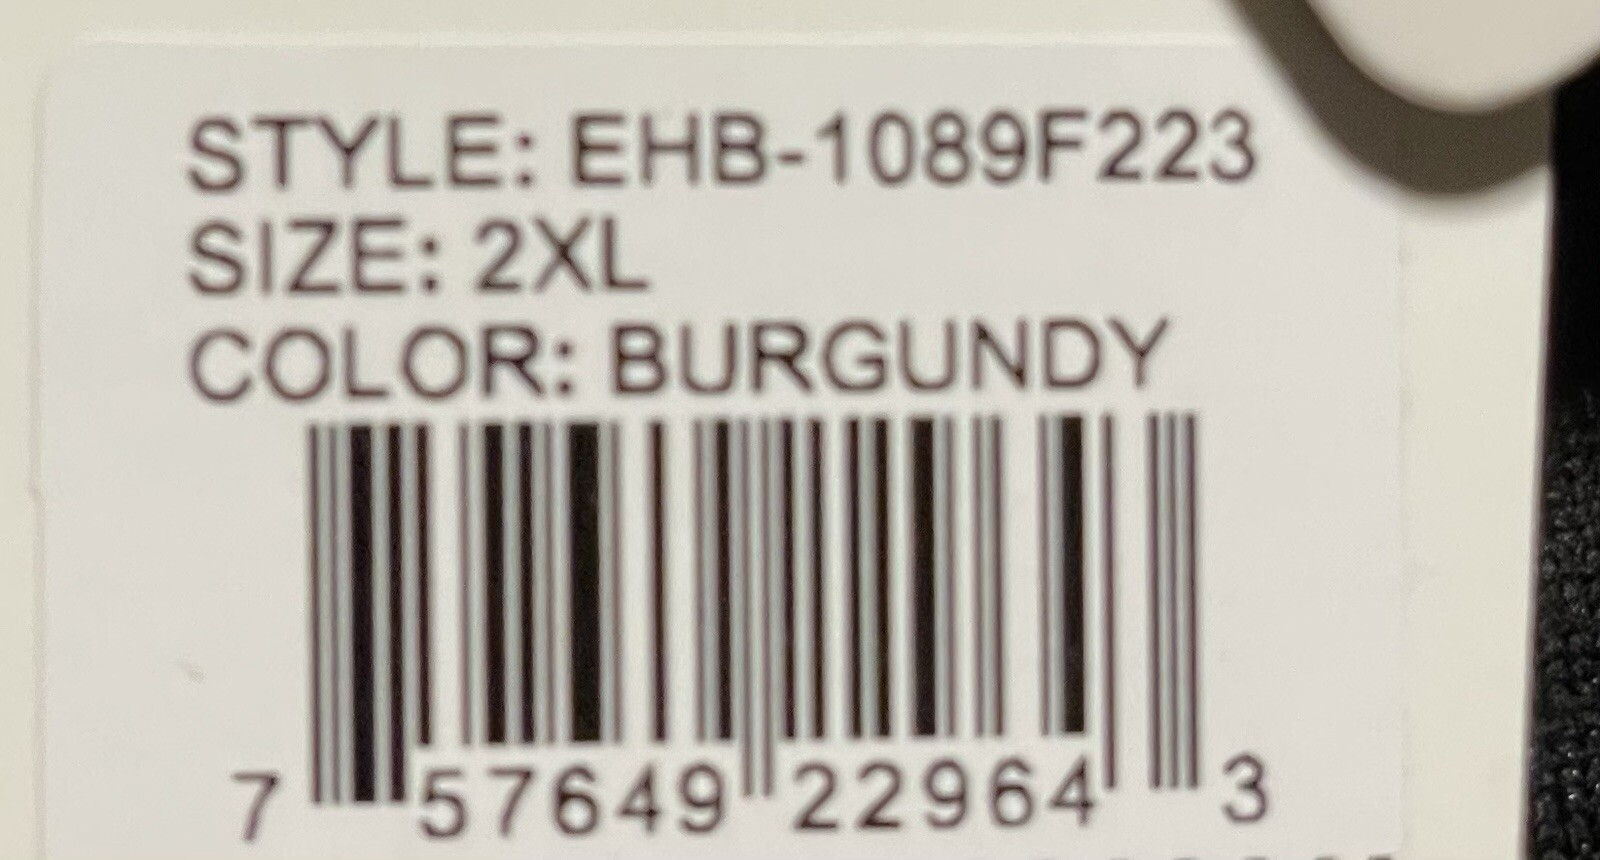 STYLE: EHB-1089F223
SIZE: 2XL
COLOR: BURGUNDY
7 57649 22964 3